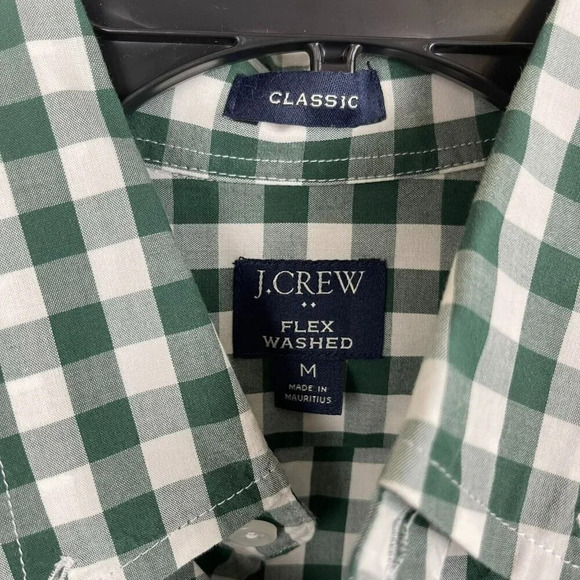 CLASSIC
J.CREW
FLEX
WASHED
M
MADE IN
MAURITIUS